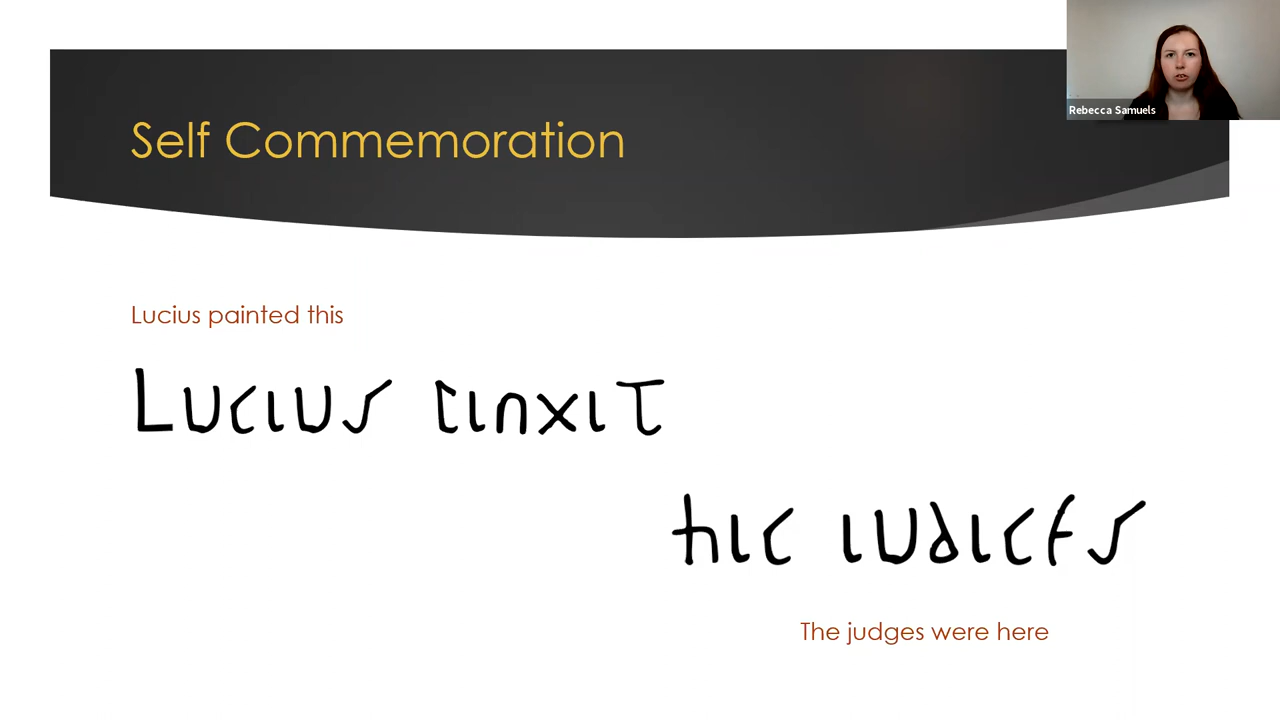 Rebecca Samuels
Self Commemoration
Lucius painted this
Lucius pinxit
hic iudices
The judges were here